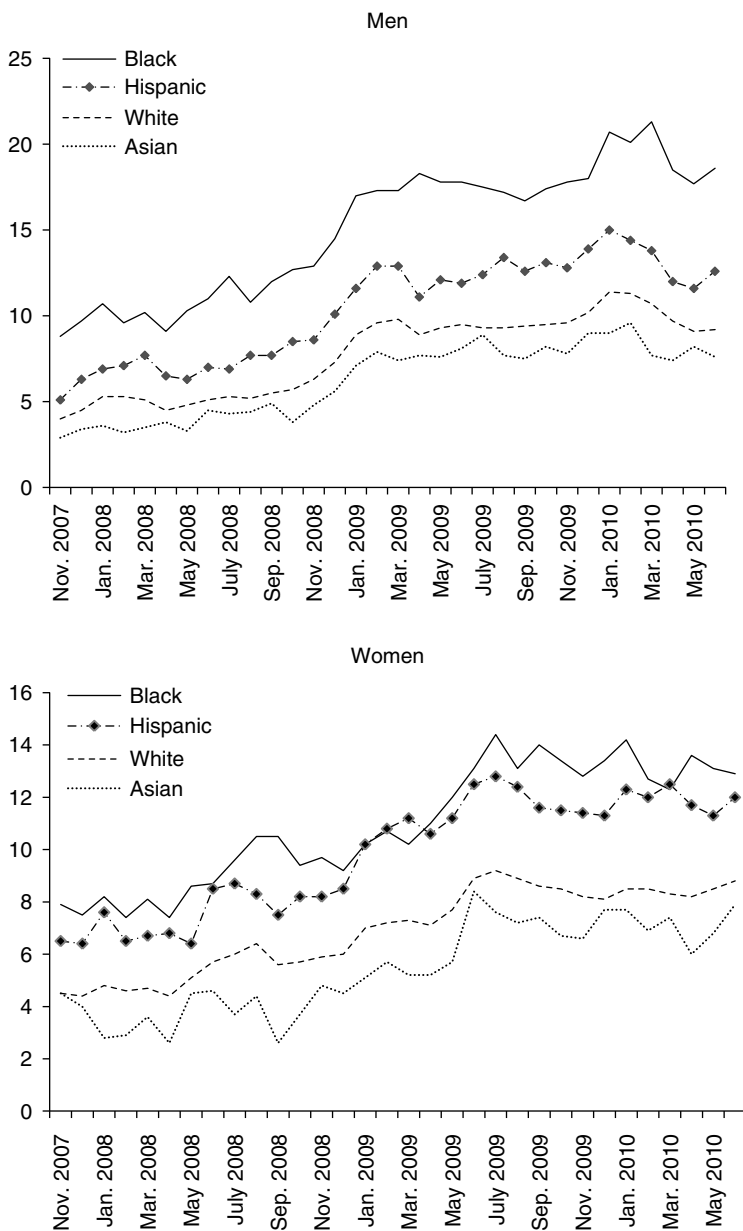 Men
25
20
15
10
5
0
Black
Hispanic
White
Asian
Nov. 2007
Jan. 2008
Mar. 2008
May 2008
July 2008
Sep. 2008
Nov. 2008
Jan. 2009
Mar. 2009
May 2009
July 2009
Sep. 2009
Nov. 2009
Jan. 2010
Mar. 2010
May 2010
Women
16
14
12
10
8
6
4
2
0
Black
Hispanic
White
Asian
Nov. 2007
Jan. 2008
Mar. 2008
May 2008
July 2008
Sep. 2008
Nov. 2008
Jan. 2009
Mar. 2009
May 2009
July 2009
Sep. 2009
Nov. 2009
Jan. 2010
Mar. 2010
May 2010